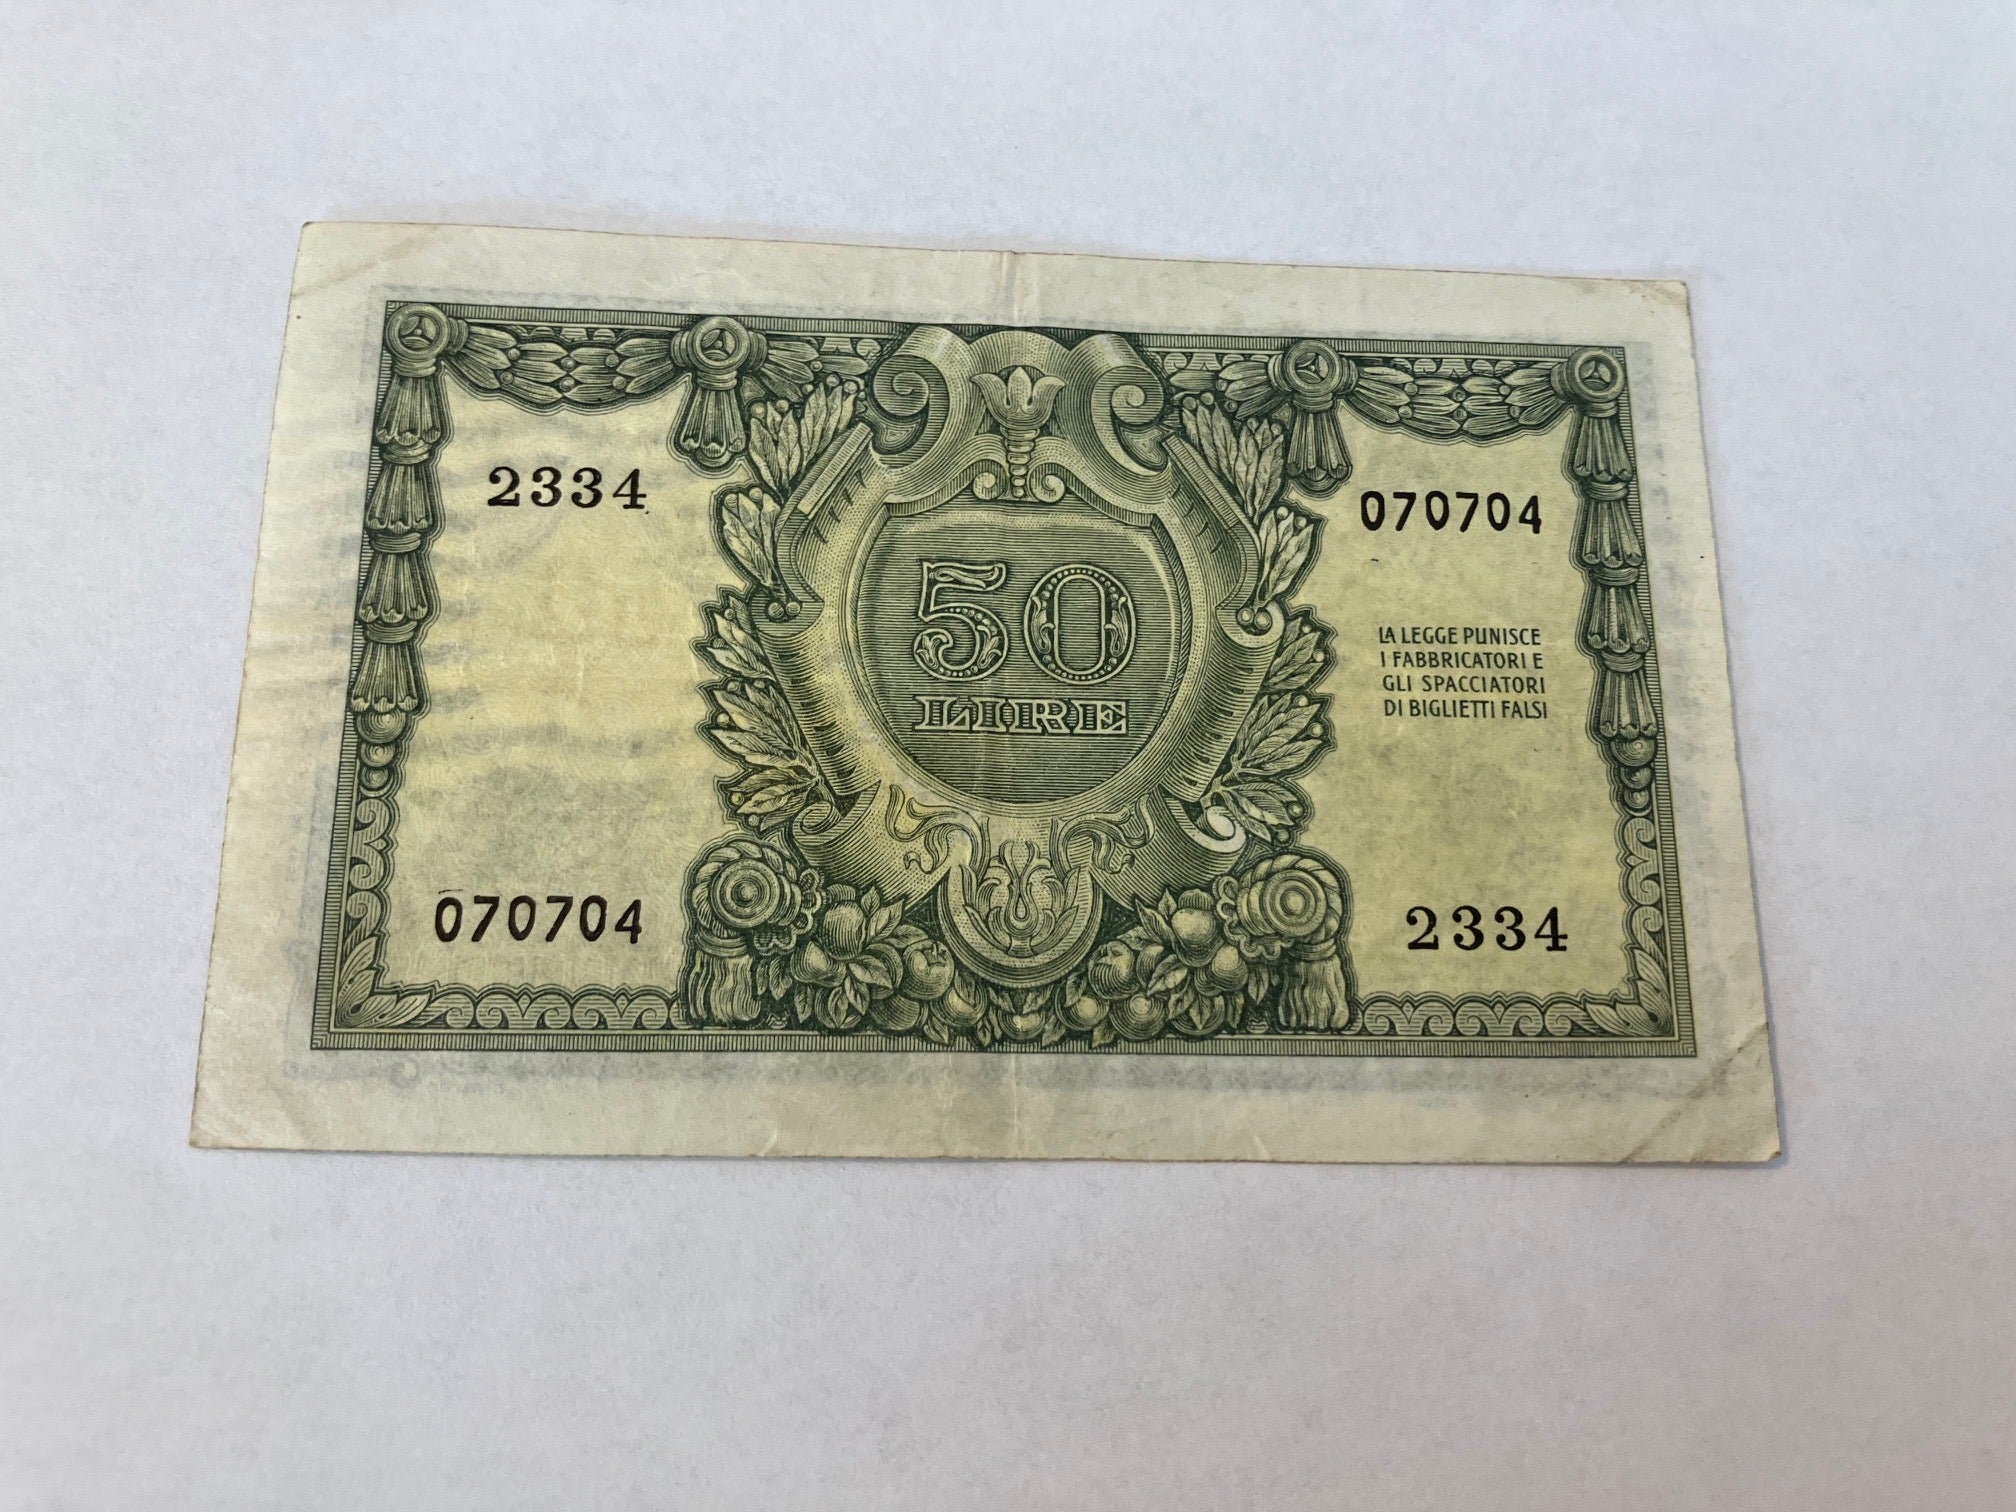 2334
070704
50
LIRE
LA LEGGE PUNISCE
I FABBRICATORI E
GLI SPACCIATORI
DI BIGLIETTI FALSI
070704
2334